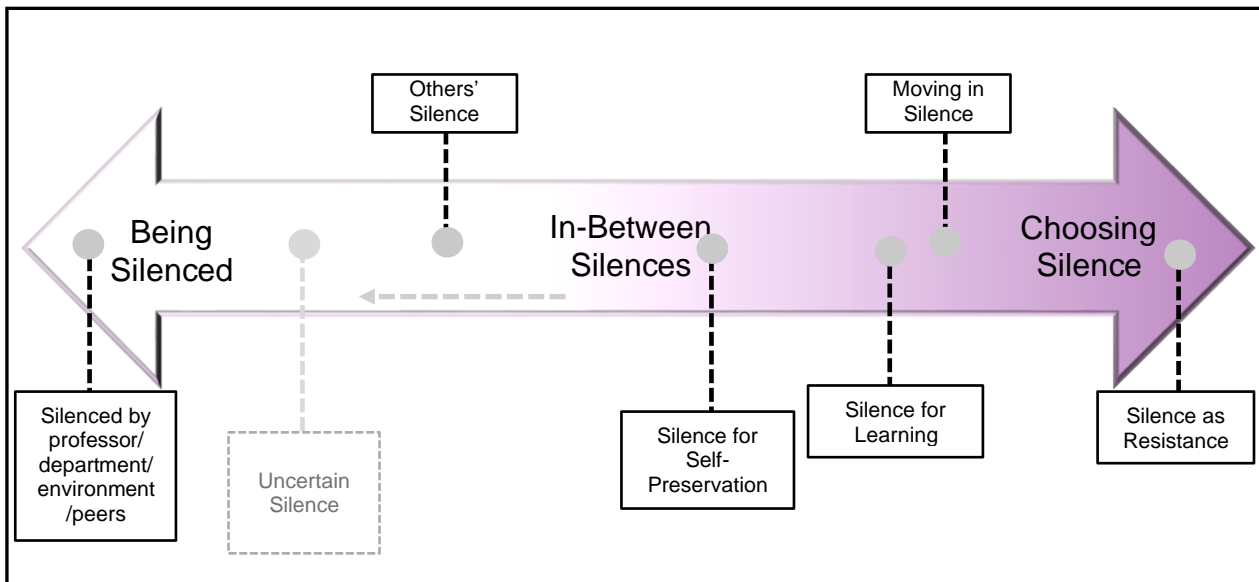 Others’
Silence
Moving in
Silence
Being
Silenced
In-Between
Silences
Choosing
Silence
Silenced by
professor/
department/
environment
/peers
Uncertain
Silence
Silence for
Self-
Preservation
Silence for
Learning
Silence as
Resistance